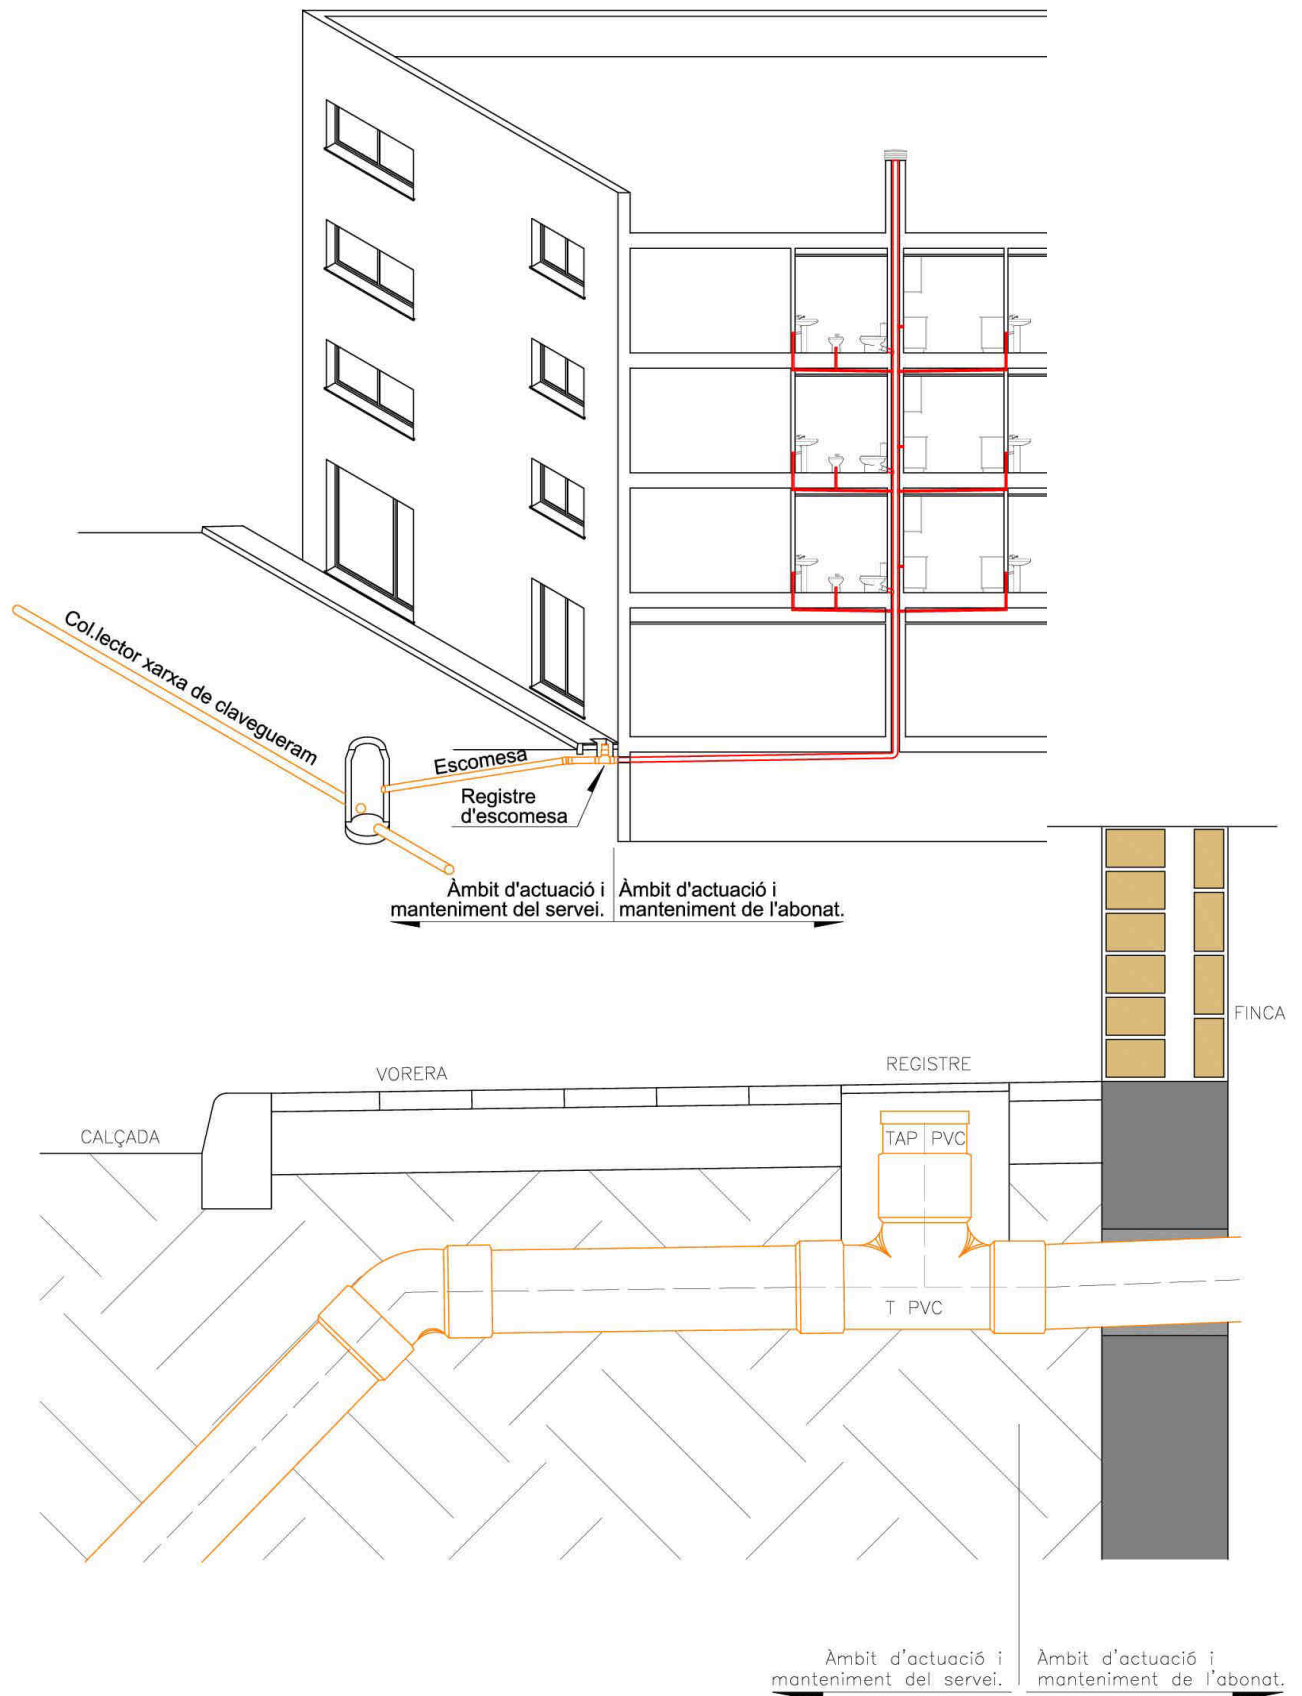 Col.lector xarxa de clavegueram
Escomesa
Registre
d'escomesa
Àmbit d'actuació i
manteniment del servei.
Àmbit d'actuació i
manteniment de l'abonat.
FINCA
REGISTRE
VORERA
CALÇADA
TAP PVC
T PVC
Àmbit d'actuació i
manteniment del servei.
Àmbit d'actuació i
manteniment de l'abonat.